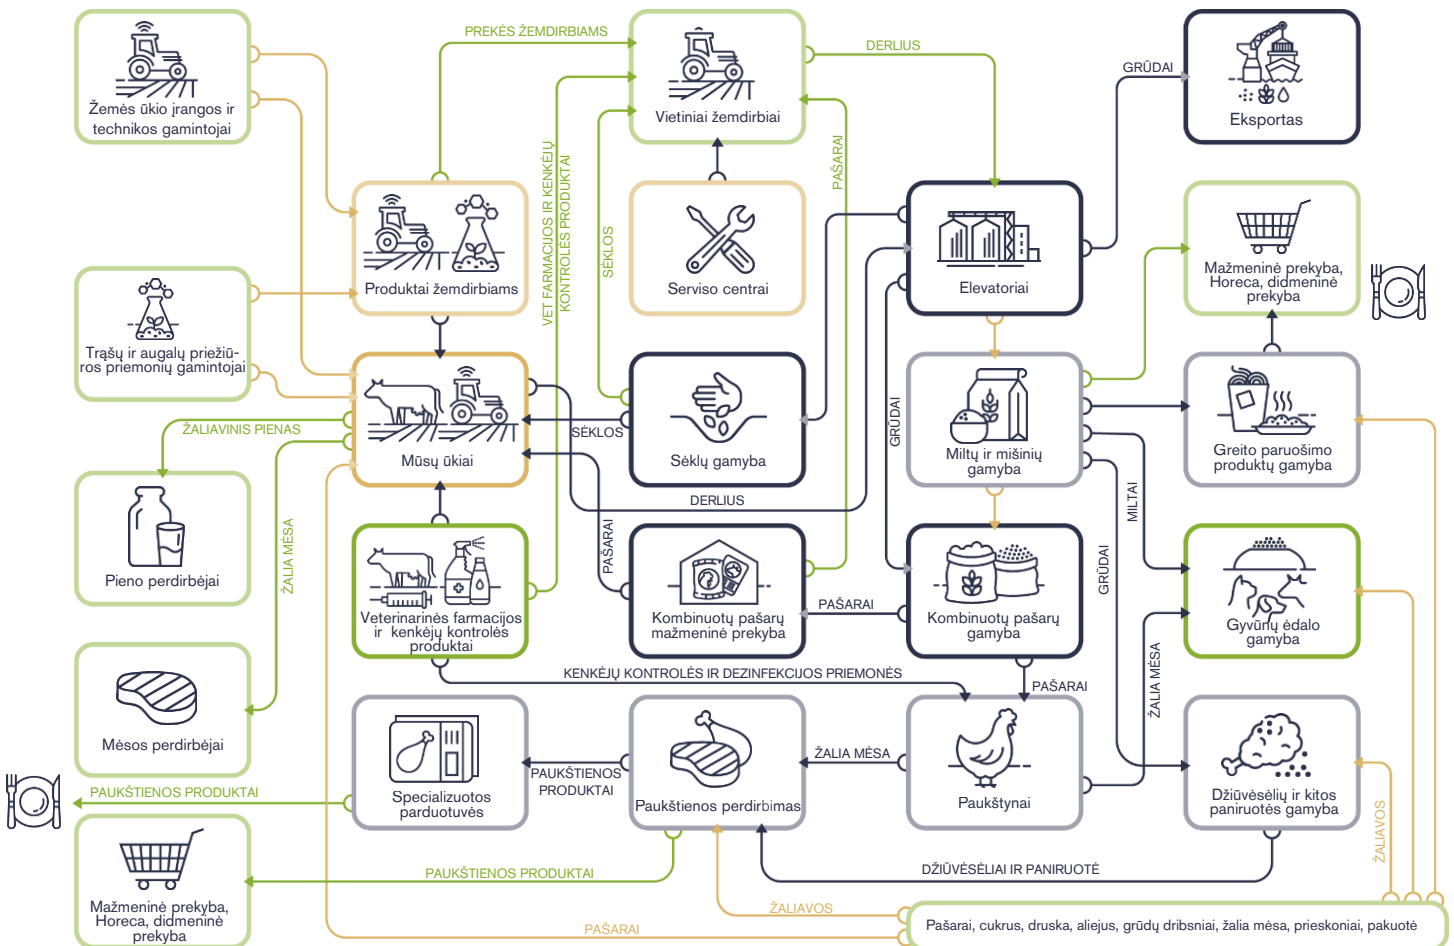 PREKĖS ŽEMDIRBIAMS
DERLIUS
GRŪDAI
Žemės ūkio įrangos ir
technikos gamintojai
Vietiniai žemdirbiai
Eksportas
VET FARMACIJOS IR KENKĖJŲ
KONTROLĖS PRODUKTAI
SĖKLOS
PAŠARAI
Produktai žemdirbiams
Serviso centrai
Elevatoriai
Mažmeninė prekyba,
Horeca, didmeninė
prekyba
Trąšų ir augalų priežiū-
ros priemonių gamintojai
ŽALIAVINIS PIENAS
Mūsų ūkiai
SĖKLOS
Sėklų gamyba
GRŪDAI
Miltų ir mišinių
gamyba
Greito paruošimo
produktų gamyba
DERLIUS
MILTAI
ŽALIA MĖSA
PAŠARAI
GRŪDAI
Pieno perdirbėjai
Veterinarinės farmacijos
ir kenkėjų kontrolės
produktai
Kombinuotų pašarų
mažmeninė prekyba
PAŠARAI
Kombinuotų pašarų
gamyba
Gyvūnų ėdalo
gamyba
KENKĖJŲ KONTROLĖS IR DEZINFEKCIJOS PRIEMONĖS
PAŠARAI
ŽALIA MĖSA
Mėsos perdirbėjai
PAUKŠTIENOS
PRODUKTAI
ŽALIA MĖSA
PAUKŠTIENOS PRODUKTAI
Specializuotos
parduotuvės
Paukštienos perdirbimas
Paukštynai
Džiūvėsėlių ir kitos
paniruotės gamyba
ŽALIAVOS
PAUKŠTIENOS PRODUKTAI
DŽIŪVĖSĖLIAI IR PANIRUOTĖ
Mažmeninė prekyba,
Horeca, didmeninė
prekyba
ŽALIAVOS
PAŠARAI
Pašarai, cukrus, druska, aliejus, grūdų dribsniai, žalia mėsa, prieskoniai, pakuotė